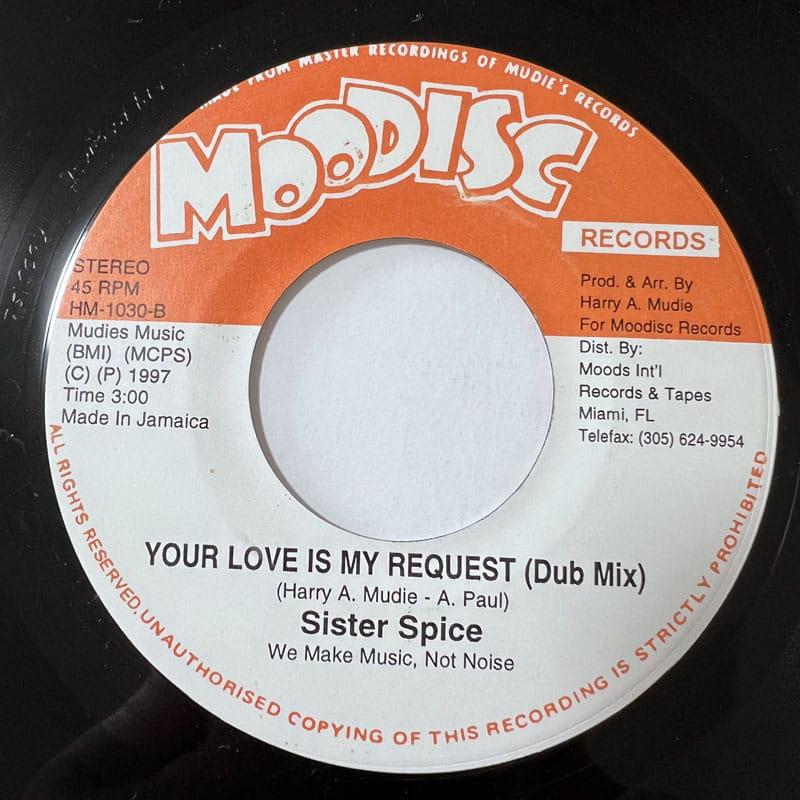 MADE FROM MASTER RECORDINGS OF MUDIE'S RECORDS
MOODISC
RECORDS
STEREO
45 RPM
HM-1030-B
Mudies Music
(BMI) (MCPS)
(C) (P) 1997
Time 3:00
Made In Jamaica
Prod. & Arr. By
Harry A. Mudie
For Moodisc Records
Dist. By:
Moods Int'l
Records & Tapes
Miami, FL
Telefax: (305) 624-9954
YOUR LOVE IS MY REQUEST (Dub Mix)
(Harry A. Mudie - A. Paul)
Sister Spice
We Make Music, Not Noise
ALL RIGHTS RESERVED. UNAUTHORISED COPYING OF THIS RECORDING IS STRICTLY PROHIBITED